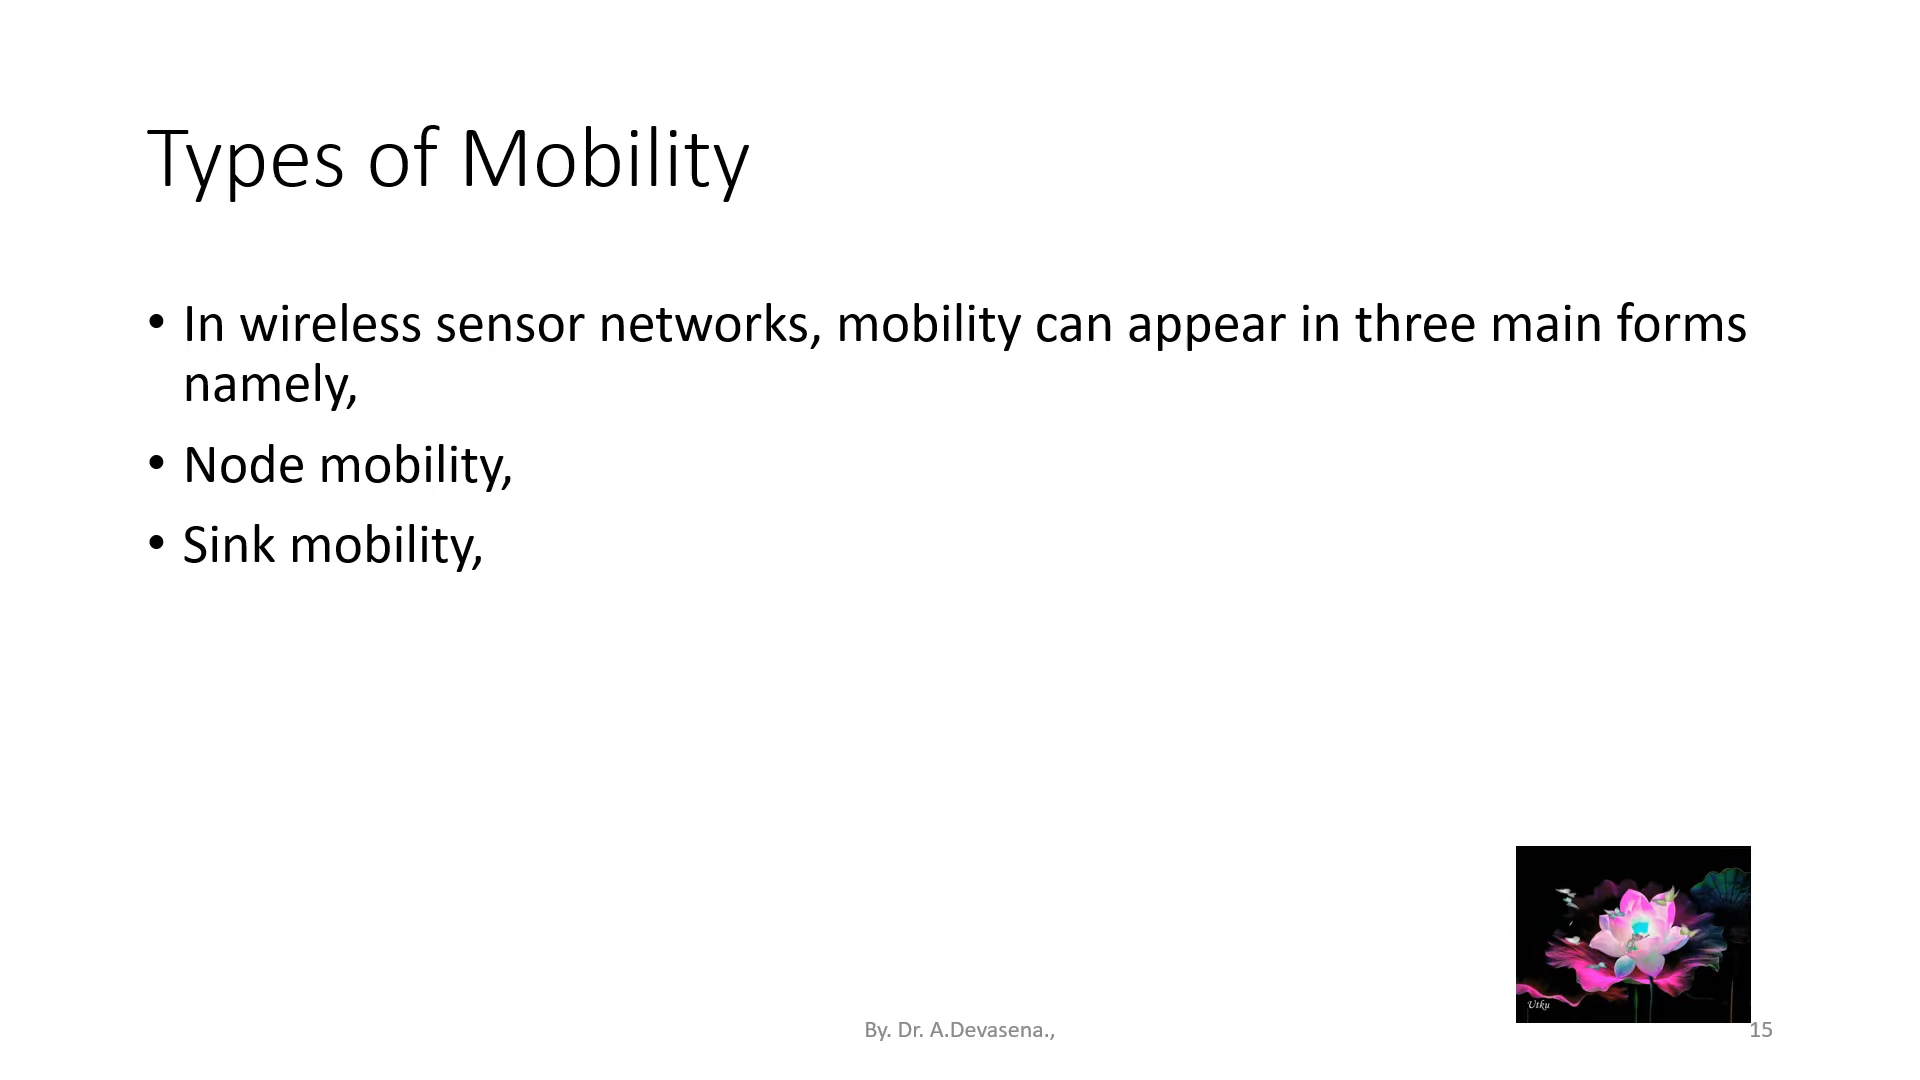 Types of Mobility
• In wireless sensor networks, mobility can appear in three main forms
namely,
• Node mobility,
• Sink mobility,
Utku
By. Dr. A.Devasena.,
15